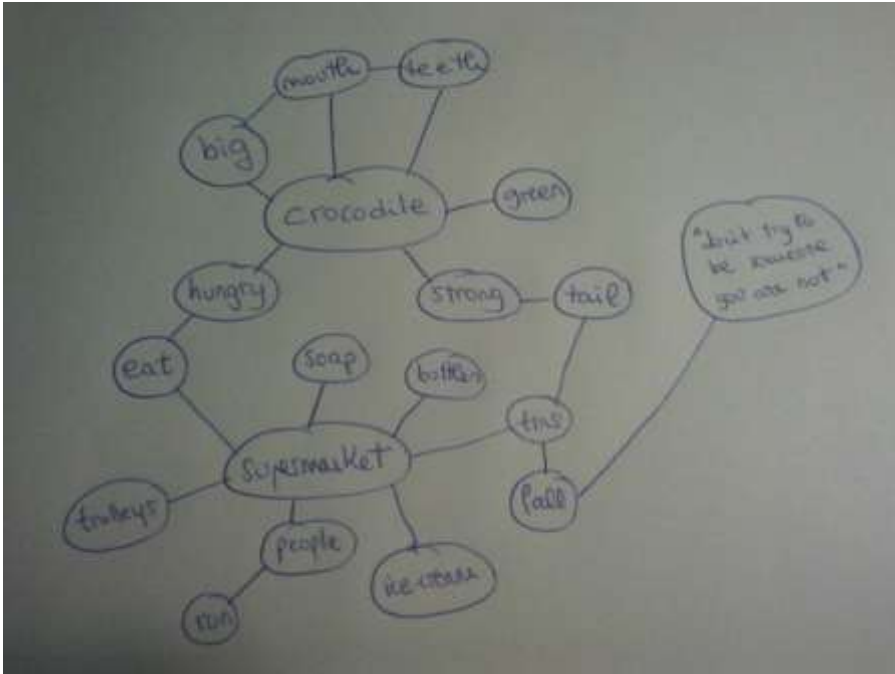 mouth
teeth
big
crocodile
green
hungry
strong
tail
"don't try to
be someone
you are not"
eat
soap
bottles
tins
supermarket
fall
trolleys
people
ice-cream
run